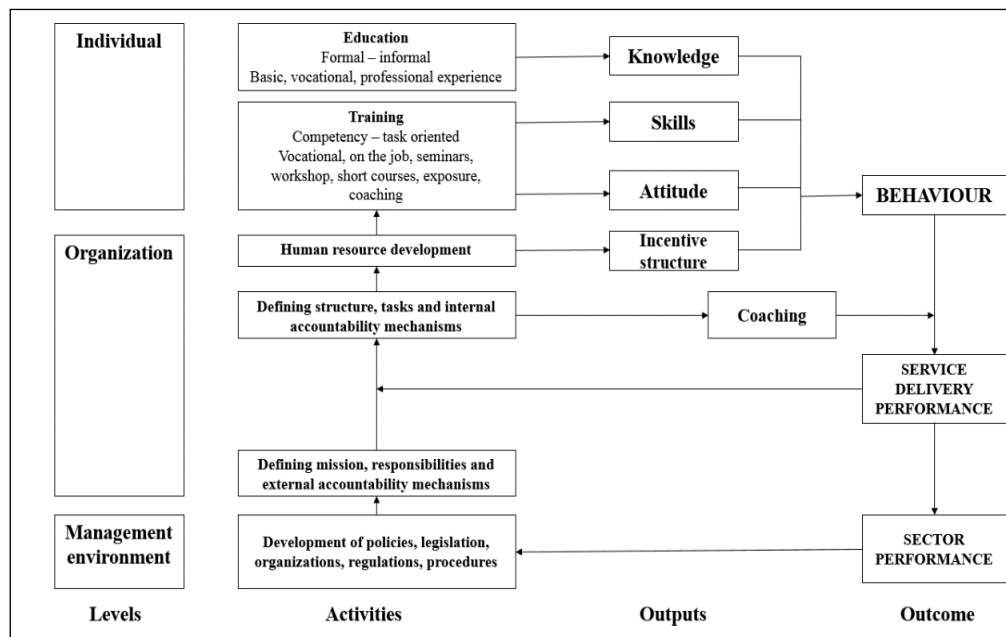 Individual
Education
Formal – informal
Basic, vocational, professional experience
Knowledge
Training
Competency – task oriented
Vocational, on the job, seminars,
workshop, short courses, exposure,
coaching
Skills
Attitude
BEHAVIOUR
Organization
Human resource development
Incentive
structure
Defining structure, tasks and internal
accountability mechanisms
Coaching
SERVICE
DELIVERY
PERFORMANCE
Defining mission, responsibilities and
external accountability mechanisms
Management
environment
Development of policies, legislation,
organizations, regulations, procedures
SECTOR
PERFORMANCE
Levels
Activities
Outputs
Outcome